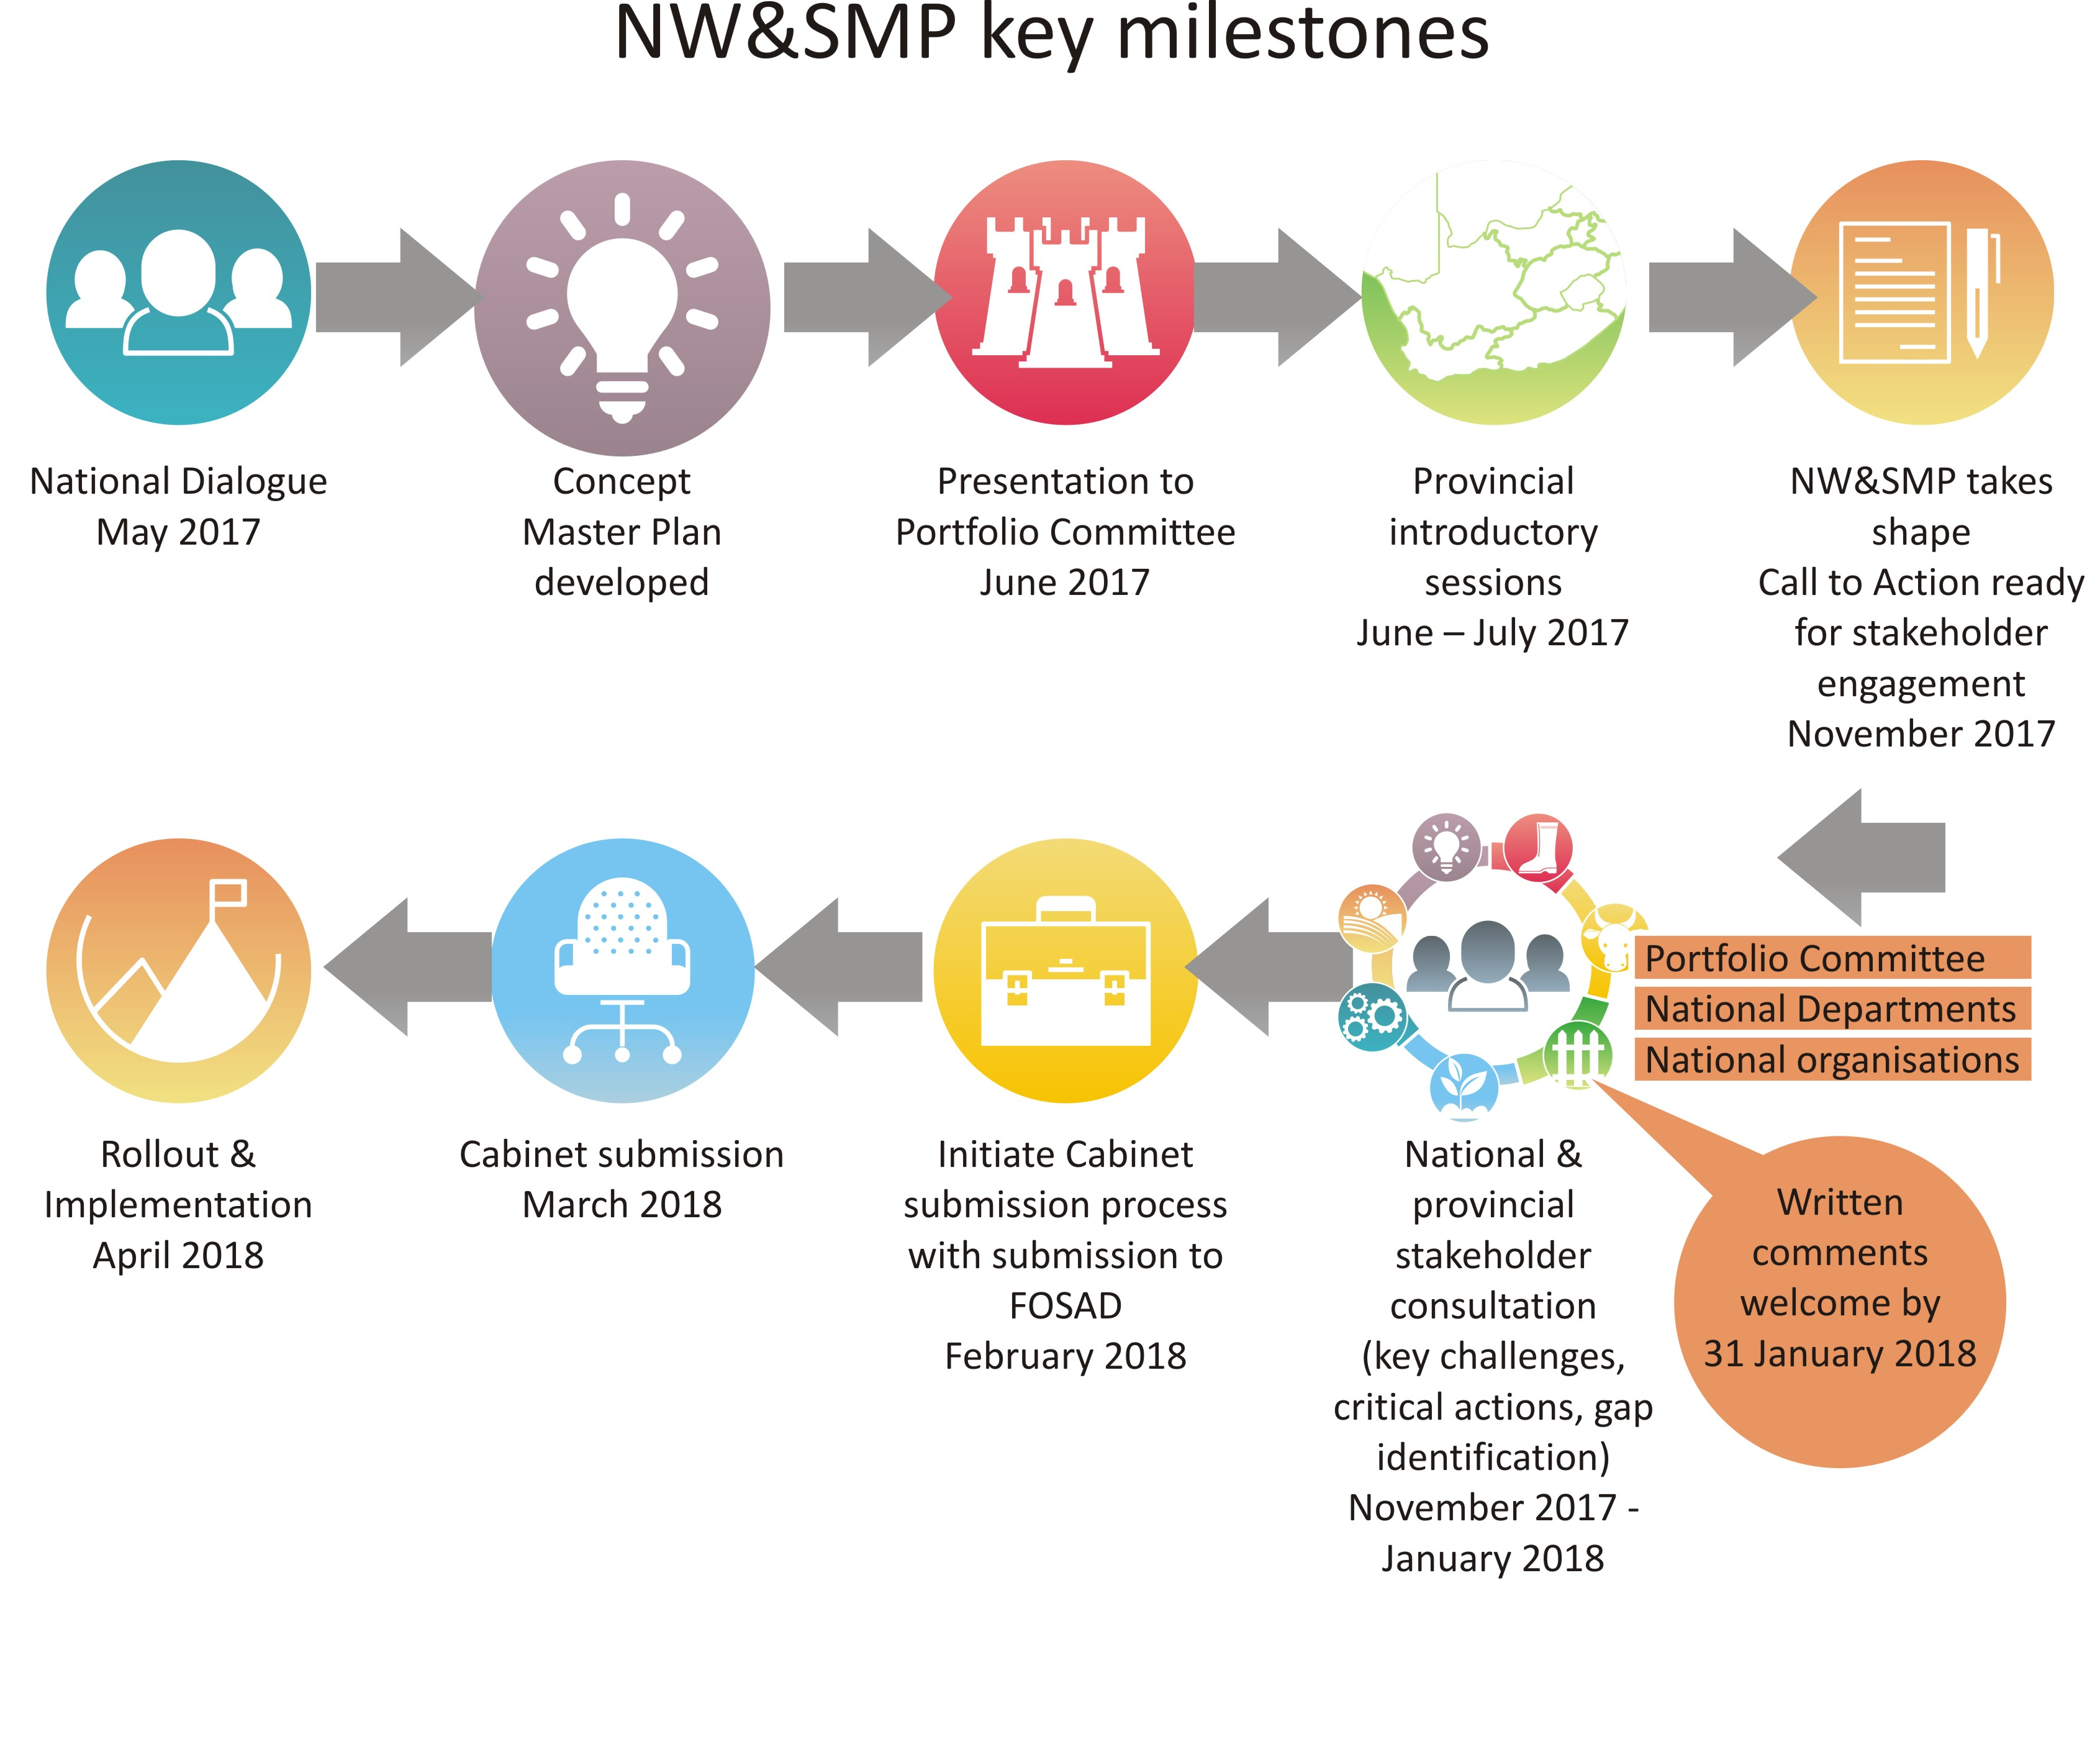 NW&SMP key milestones
National Dialogue
May 2017
Concept
Master Plan
developed
Presentation to
Portfolio Committee
June 2017
Provincial
introductory
sessions
June – July 2017
NW&SMP takes
shape
Call to Action ready
for stakeholder
engagement
November 2017
Portfolio Committee
National Departments
National organisations
Written
comments
welcome by
31 January 2018
National &
provincial
stakeholder
consultation
(key challenges,
critical actions, gap
identification)
November 2017 -
January 2018
Initiate Cabinet
submission process
with submission to
FOSAD
February 2018
Cabinet submission
March 2018
Rollout &
Implementation
April 2018